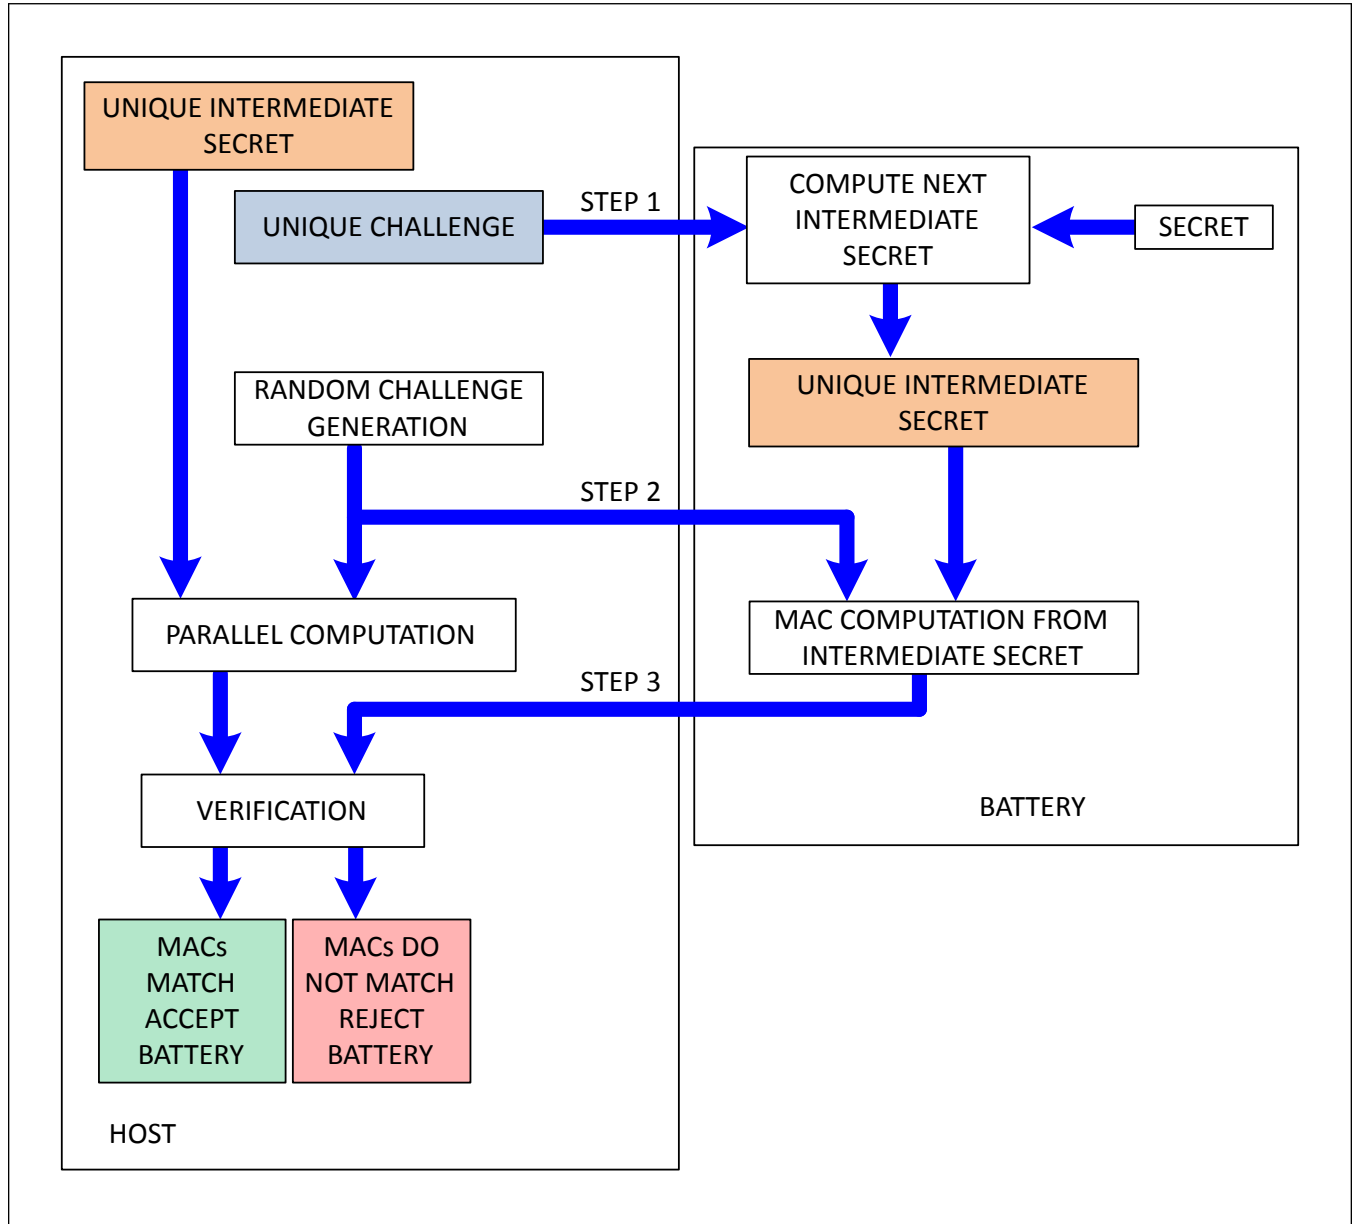 UNIQUE INTERMEDIATE
SECRET
UNIQUE CHALLENGE
STEP 1
COMPUTE NEXT
INTERMEDIATE
SECRET
SECRET
RANDOM CHALLENGE
GENERATION
UNIQUE INTERMEDIATE
SECRET
STEP 2
PARALLEL COMPUTATION
MAC COMPUTATION FROM
INTERMEDIATE SECRET
STEP 3
VERIFICATION
BATTERY
MACs
MATCH
ACCEPT
BATTERY
MACs DO
NOT MATCH
REJECT
BATTERY
HOST